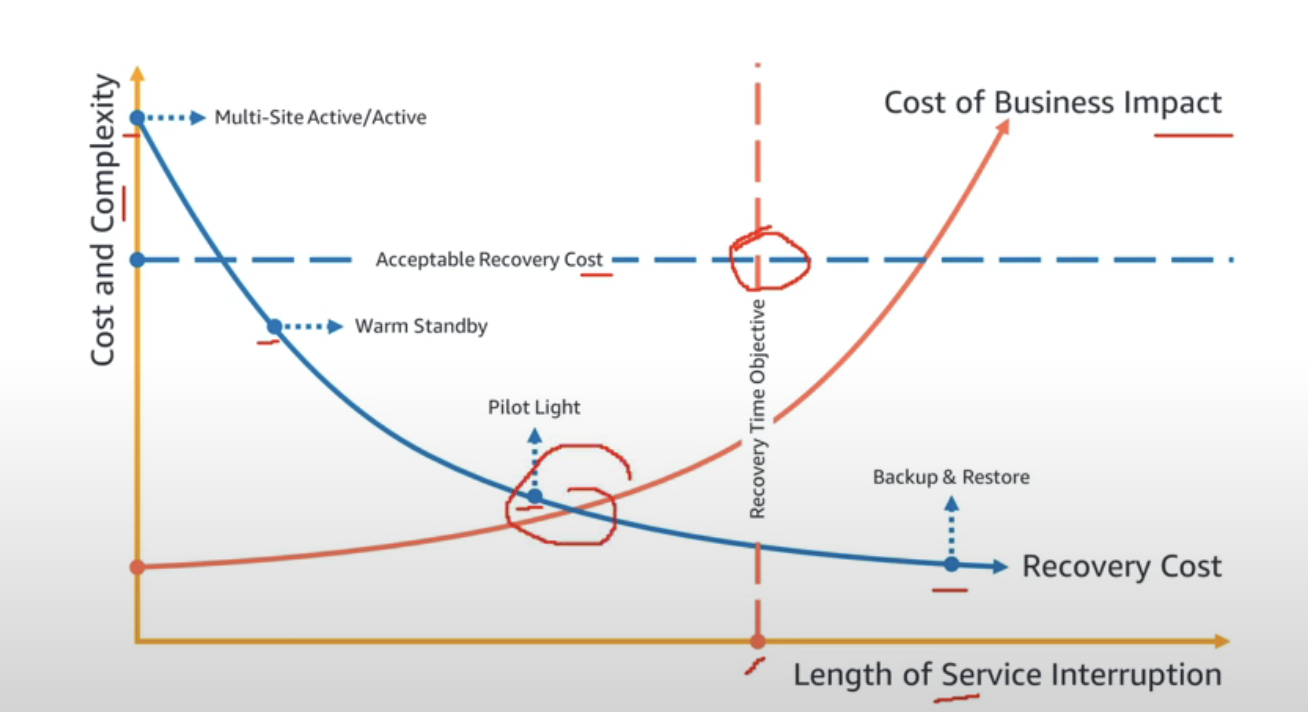 Cost and Complexity
Multi-Site Active/Active
Cost of Business Impact
Acceptable Recovery Cost
Warm Standby
Recovery Time Objective
Pilot Light
Backup & Restore
Recovery Cost
Length of Service Interruption